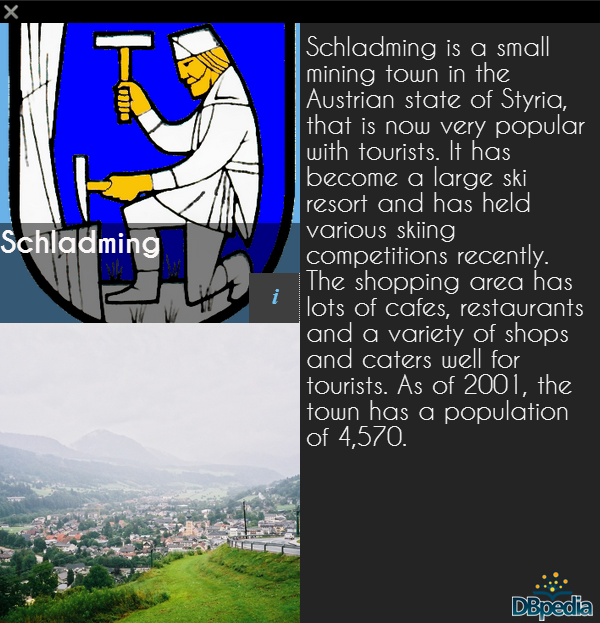 Schladming
i
Schladming is a small
mining town in the
Austrian state of Styria,
that is now very popular
with tourists. It has
become a large ski
resort and has held
various skiing
competitions recently.
The shopping area has
lots of cafes, restaurants
and a variety of shops
and caters well for
tourists. As of 2001, the
town has a population
of 4,570.
DBpedia